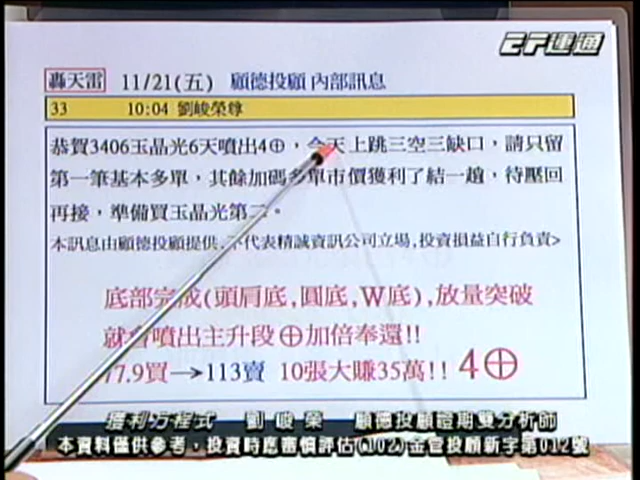 EF運通
轟天雷 11/21(五) 顧德投顧 內部訊息
33 10:04 劉峻榮尊
恭賀3406玉晶光6天噴出4⊕，今天上跳三空三缺口，請只留
第一筆基本多單，其餘加碼多單市價獲利了結一趟，待壓回
再接，準備買玉晶光第二。
本訊息由顧德投顧提供，不代表精誠資訊公司立場，投資損益自行負責>
底部完成(頭肩底,圓底,W底),放量突破
就會噴出主升段⊕加倍奉還!!
77.9買→113賣 10張大賺35萬!! 4⊕
獲利方程式 劉峻榮 顧德投顧證期雙分析師
本資料僅供參考，投資時應審慎評估(102)金管投顧新字第012號